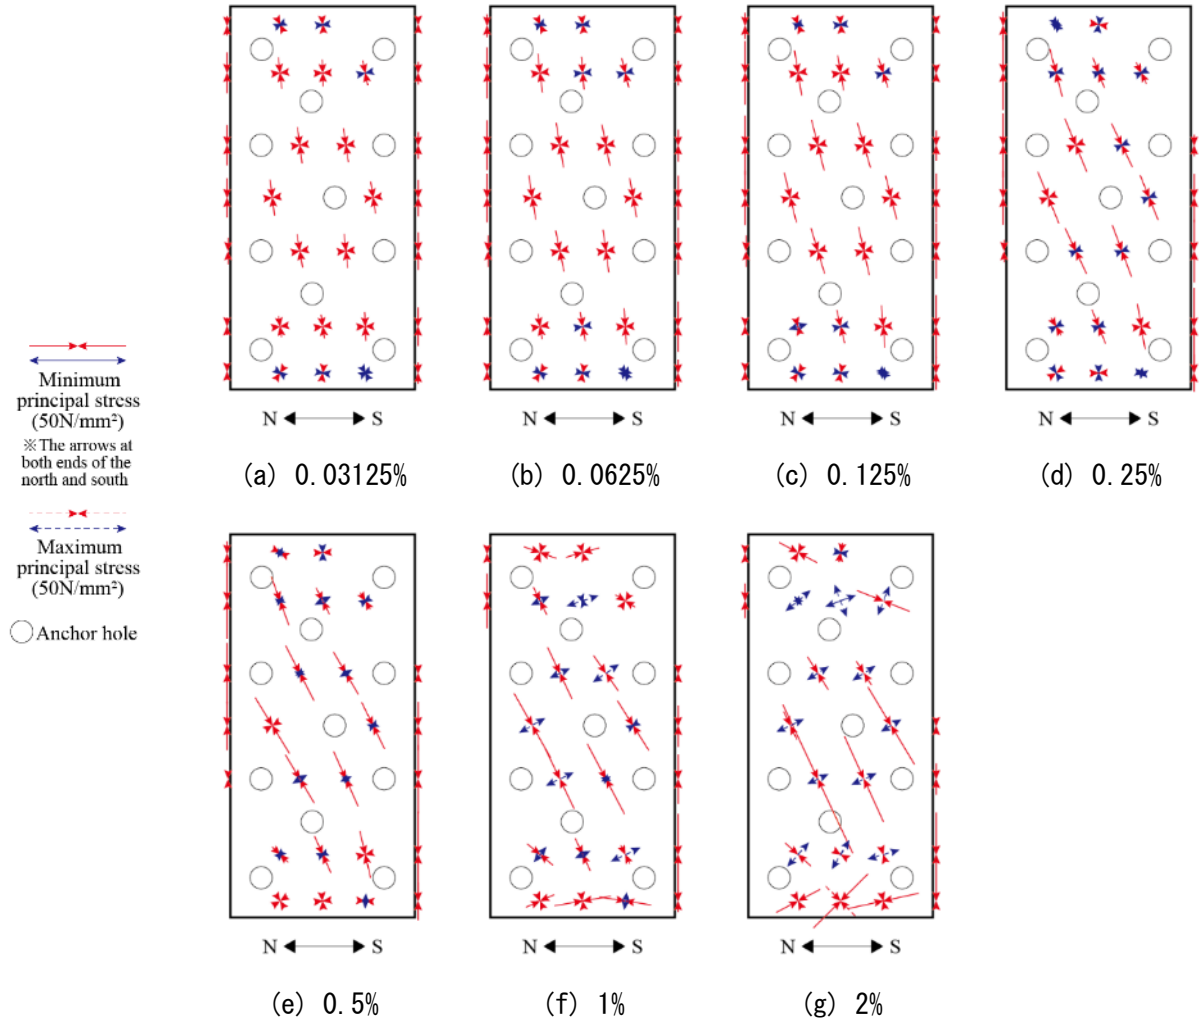 N S
N S
N S
N S
(a) 0.03125%
(b) 0.0625%
(c) 0.125%
(d) 0.25%
Minimum
principal stress
(50N/mm²)
※The arrows at
both ends of the
north and south
Maximum
principal stress
(50N/mm²)
Anchor hole
N S
N S
N S
(e) 0.5%
(f) 1%
(g) 2%